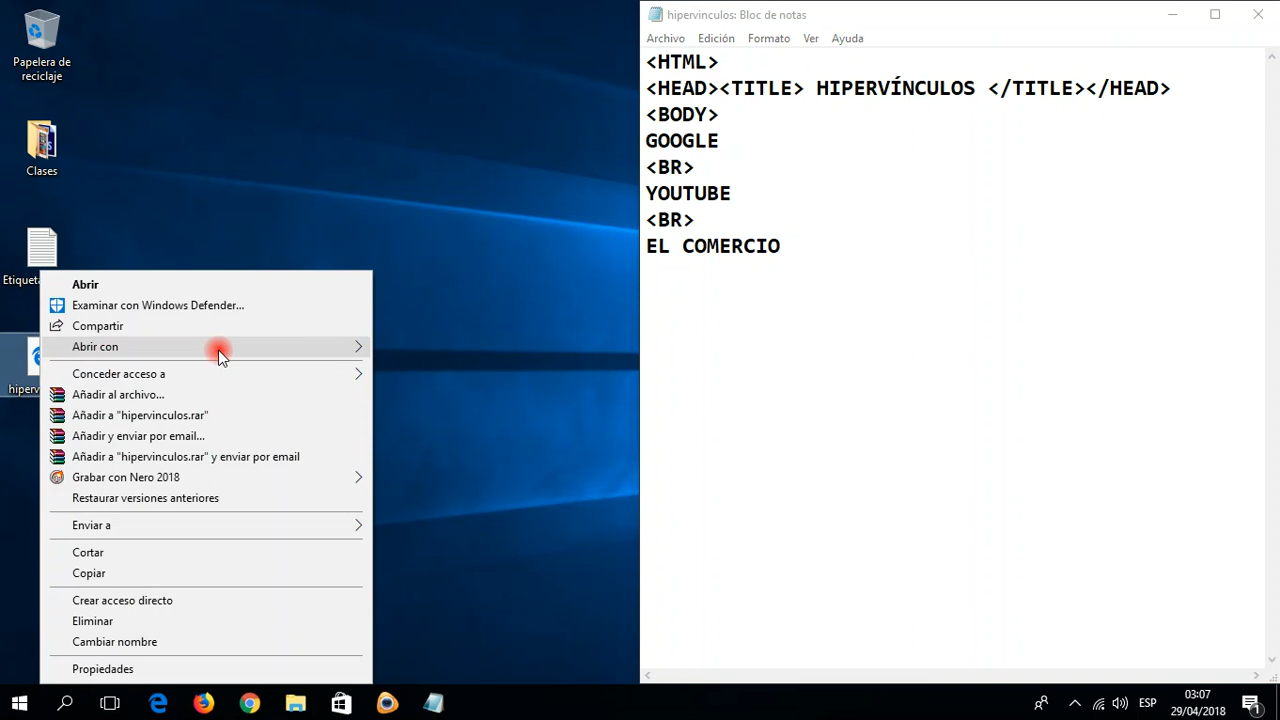 Papelera de
reciclaje
Clases
Etiqueta
hiperv
Abrir
Examinar con Windows Defender...
Compartir
Abrir con
Conceder acceso a
Añadir al archivo...
Añadir a "hipervinculos.rar"
Añadir y enviar por email...
Añadir a "hipervinculos.rar" y enviar por email
Grabar con Nero 2018
Restaurar versiones anteriores
Enviar a
Cortar
Copiar
Crear acceso directo
Eliminar
Cambiar nombre
Propiedades
hipervinculos: Bloc de notas
Archivo Edición Formato Ver Ayuda
<HTML>
<HEAD><TITLE> HIPERVÍNCULOS </TITLE></HEAD>
<BODY>
GOOGLE
<BR>
YOUTUBE
<BR>
EL COMERCIO
ESP
03:07
29/04/2018
1